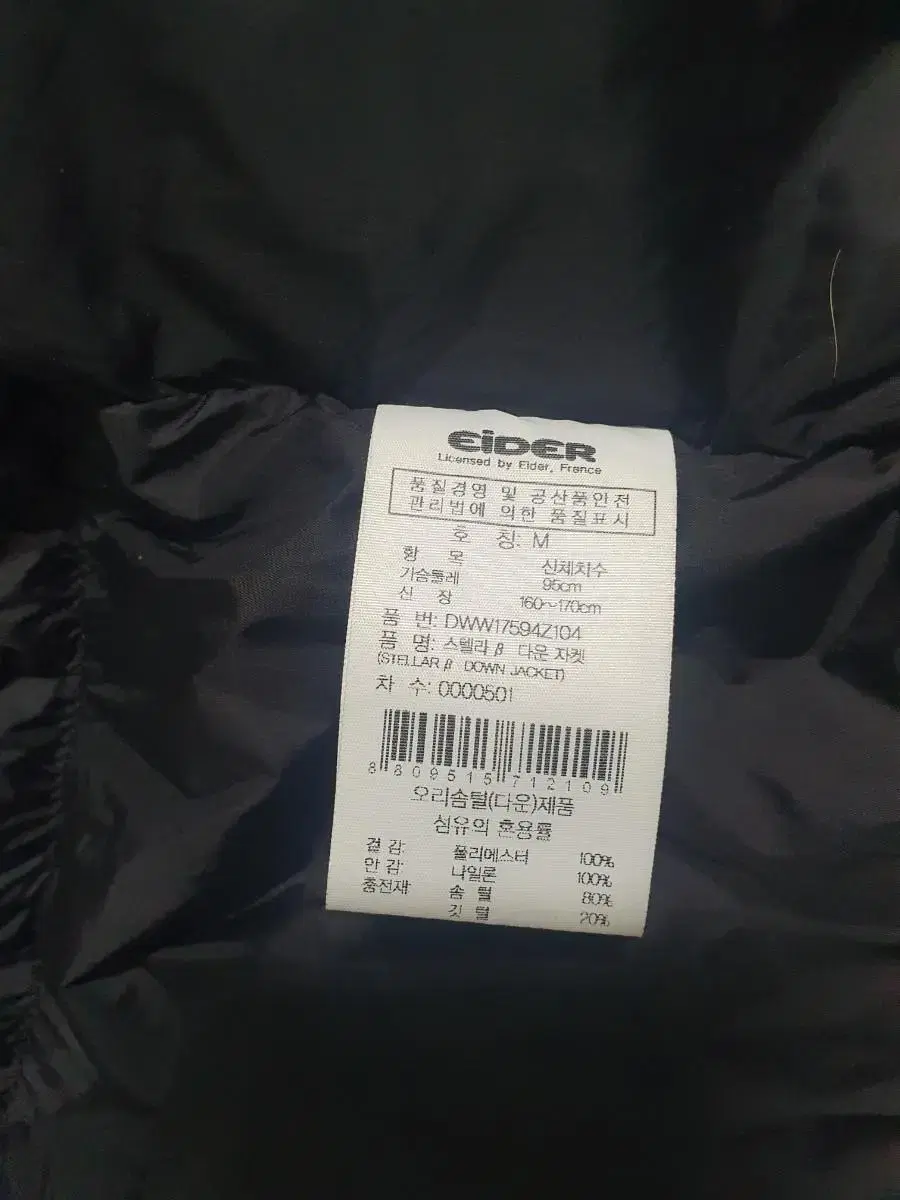 EiDER
Licensed by Eider, France
품질경영 및 공산품안전
관리법에 의한 품질표시
호 칭: M
항 목 신체치수
가슴둘레 95cm
신 장 160~170cm
품 번: DWW17594Z104
품 명: 스텔라 β 다운 자켓
(STELLAR β DOWN JACKET)
차 수: 0000501
8 809515 712109
오리솜털(다운)제품
섬유의 혼용률
겉감: 폴리에스터 100%
안감: 나일론 100%
충전재: 솜 털 80%
깃 털 20%